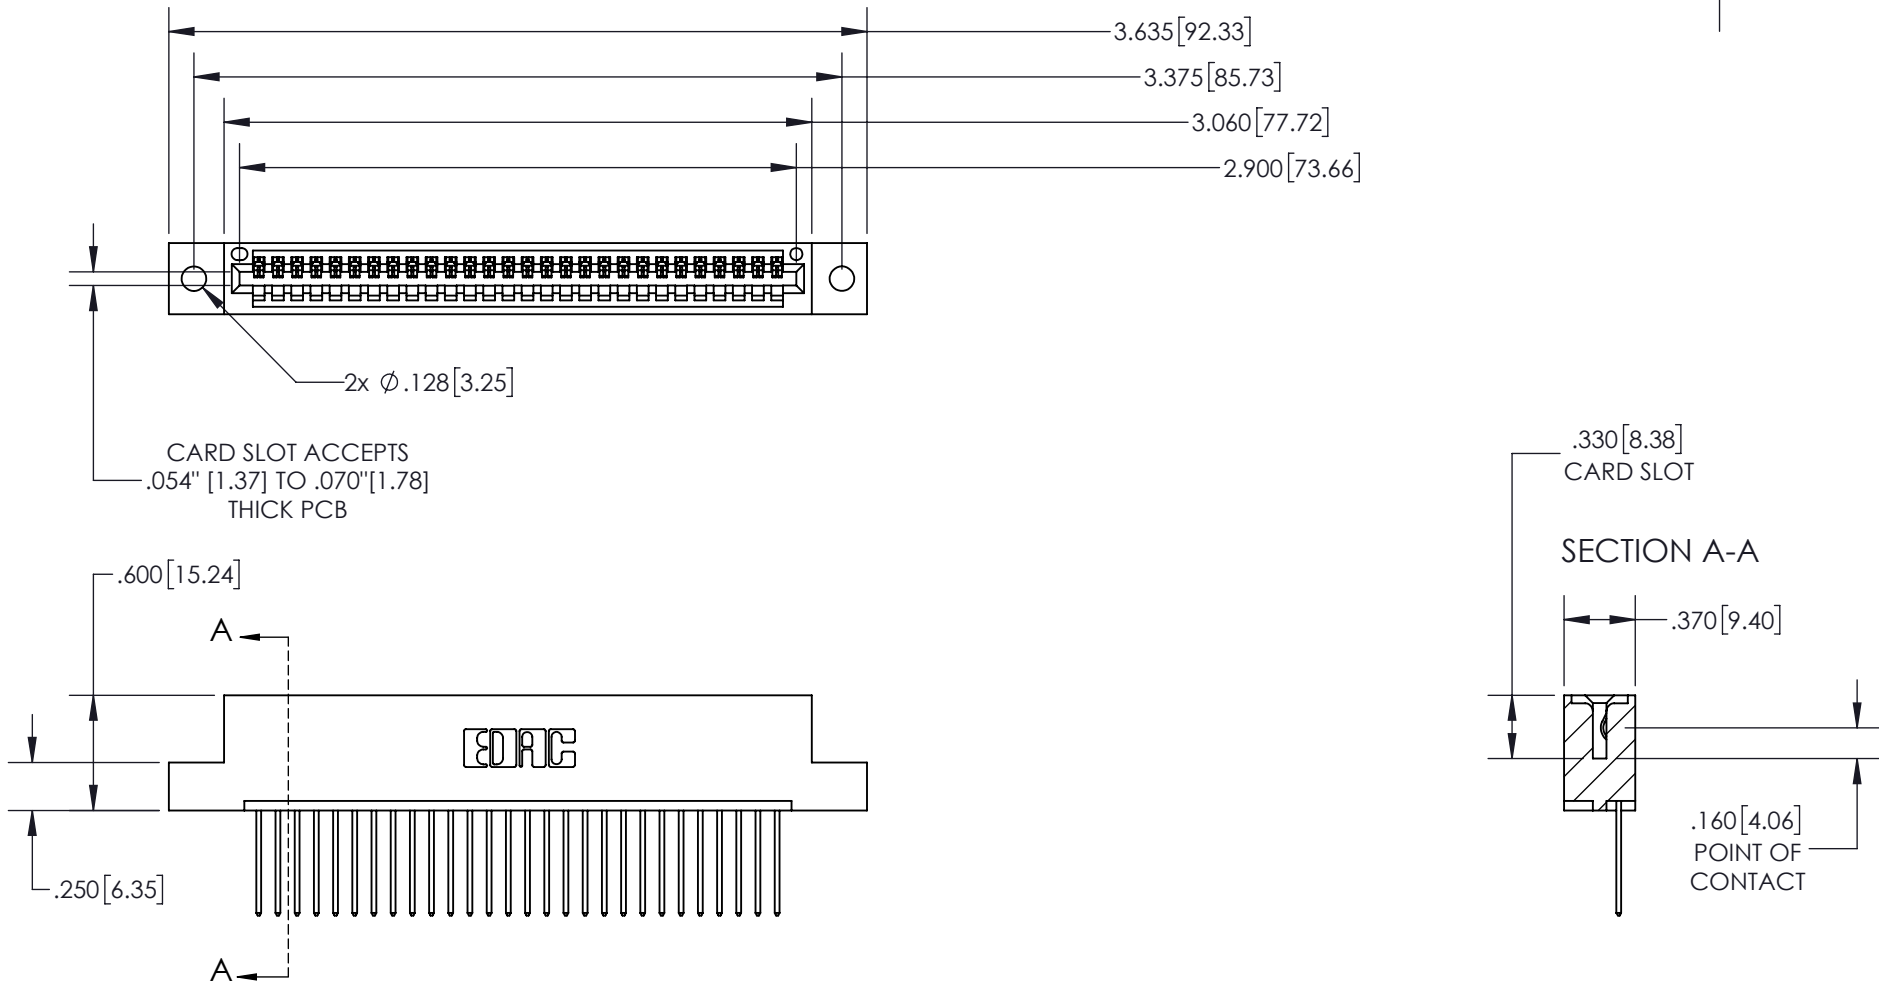 3.635[92.33]
3.375[85.73]
3.060[77.72]
2.900[73.66]
2x ∅.128[3.25]
CARD SLOT ACCEPTS
.054" [1.37] TO .070"[1.78]
THICK PCB
.330[8.38]
CARD SLOT
SECTION A-A
.600[15.24]
.370[9.40]
A
EDAC
.160[4.06]
POINT OF
CONTACT
.250[6.35]
A